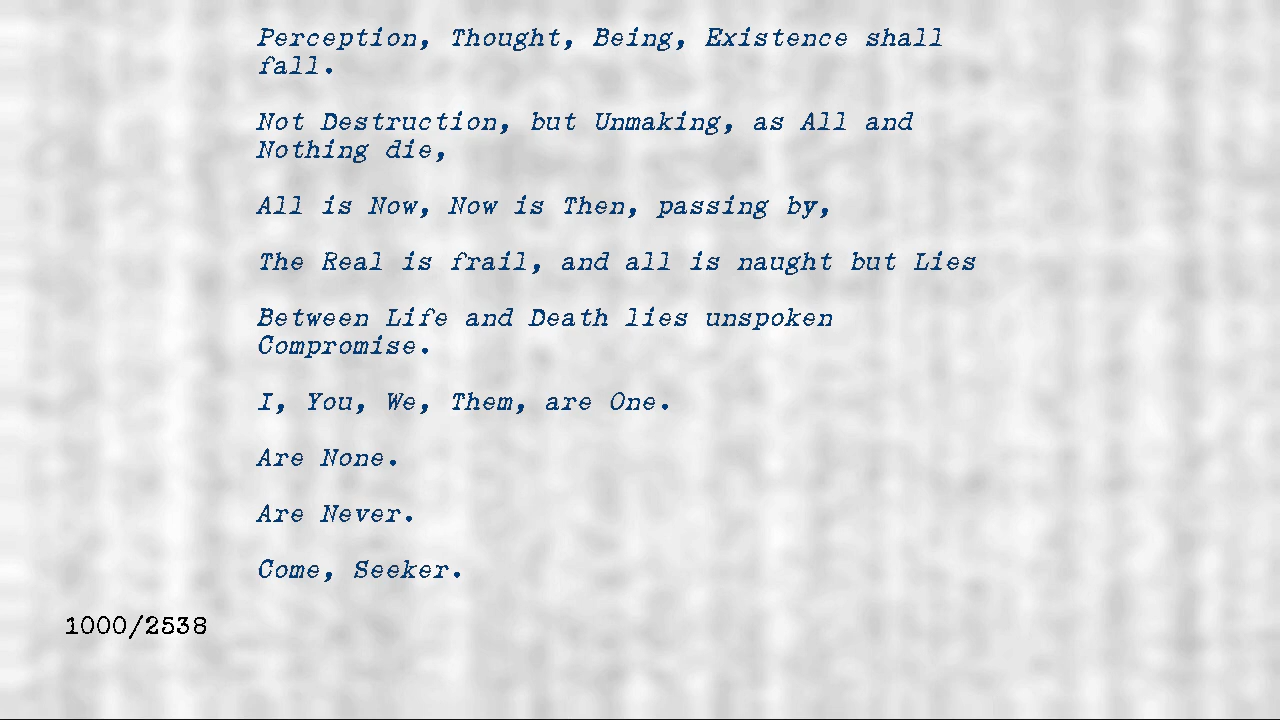 Perception, Thought, Being, Existence shall
fall.
Not Destruction, but Unmaking, as All and
Nothing die,
All is Now, Now is Then, passing by,
The Real is frail, and all is naught but Lies
Between Life and Death lies unspoken
Compromise.
I, You, We, Them, are One.
Are None.
Are Never.
Come, Seeker.
1000/2538